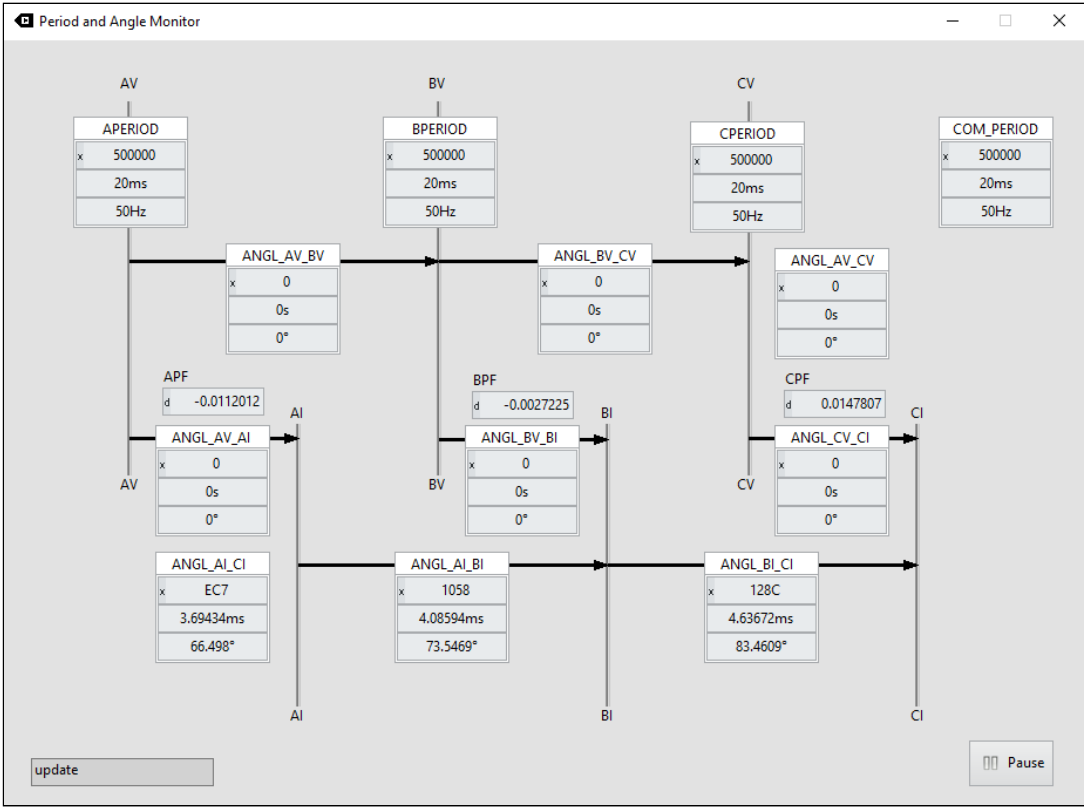 Period and Angle Monitor
AV
BV
CV
APERIOD
x 500000
20ms
50Hz
BPERIOD
x 500000
20ms
50Hz
CPERIOD
x 500000
20ms
50Hz
COM_PERIOD
x 500000
20ms
50Hz
ANGL_AV_BV
x 0
0s
0°
ANGL_BV_CV
x 0
0s
0°
ANGL_AV_CV
x 0
0s
0°
APF
d -0.0112012
BPF
d -0.0027225
CPF
d 0.0147807
AI
BI
CI
ANGL_AV_AI
x 0
0s
0°
ANGL_BV_BI
x 0
0s
0°
ANGL_CV_CI
x 0
0s
0°
AV
BV
CV
ANGL_AI_CI
x EC7
3.69434ms
66.498°
ANGL_AI_BI
x 1058
4.08594ms
73.5469°
ANGL_BI_CI
x 128C
4.63672ms
83.4609°
AI
BI
CI
update
Pause